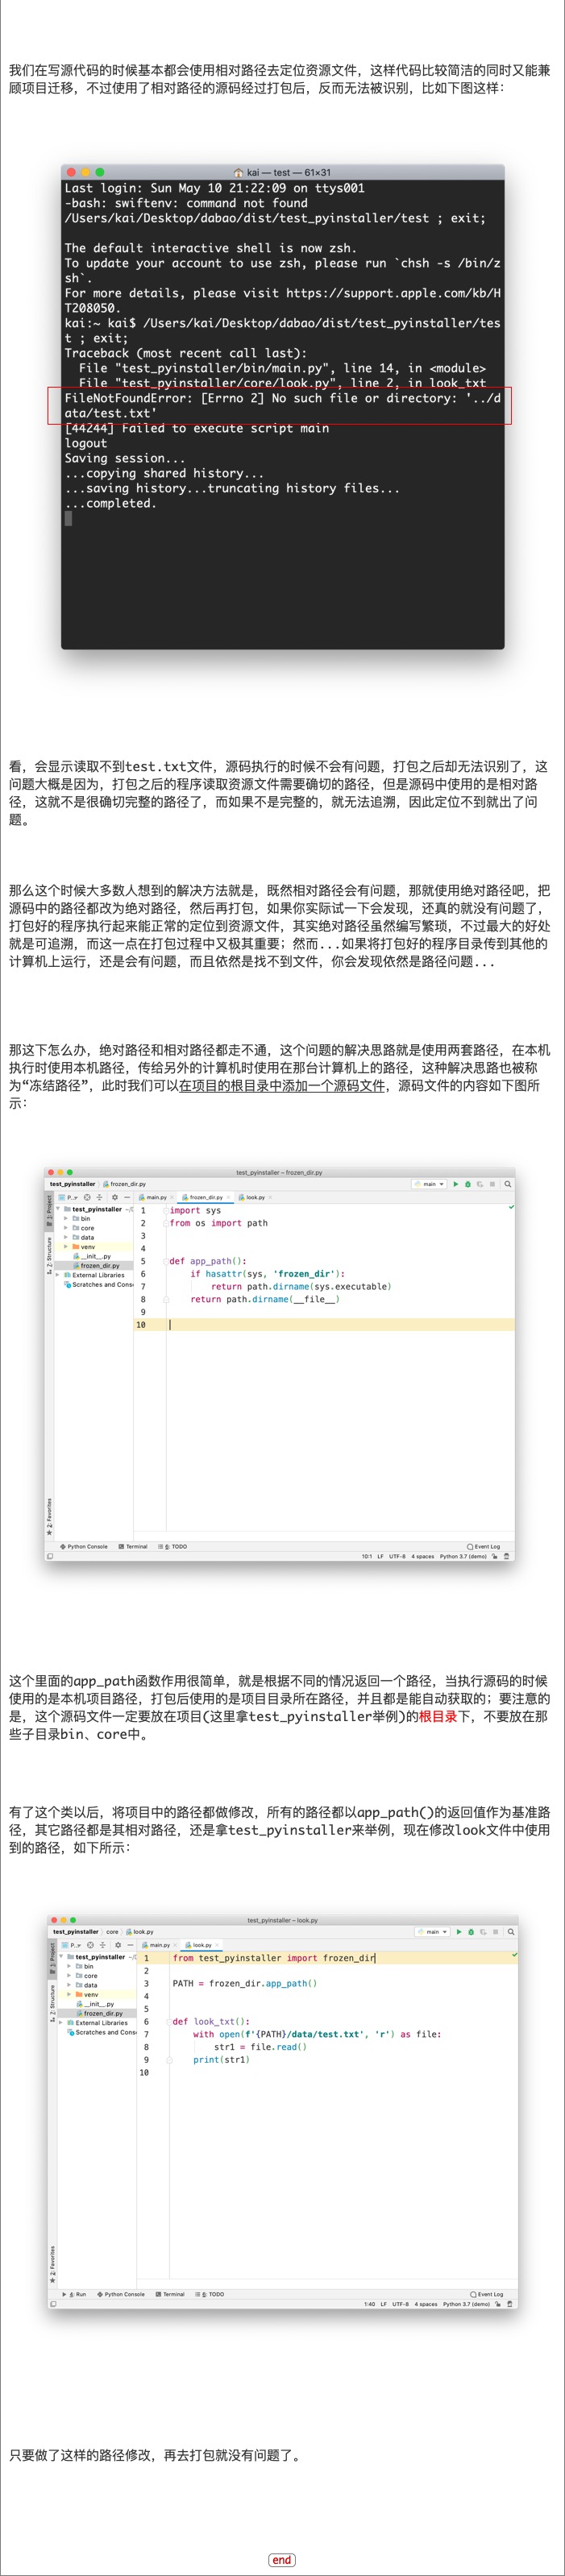 我们在写源代码的时候基本都会使用相对路径去定位资源文件，这样代码比较简洁的同时又能兼
顾项目迁移，不过使用了相对路径的源码经过打包后，反而无法被识别，比如下图这样：
kai — test — 61×31
Last login: Sun May 10 21:22:09 on ttys001
-bash: swiftenv: command not found
/Users/kai/Desktop/dabao/dist/test_pyinstaller/test ; exit;
The default interactive shell is now zsh.
To update your account to use zsh, please run `chsh -s /bin/z
sh`.
For more details, please visit https://support.apple.com/kb/H
T208050.
kai:~ kai$ /Users/kai/Desktop/dabao/dist/test_pyinstaller/tes
t ; exit;
Traceback (most recent call last):
File "test_pyinstaller/bin/main.py", line 14, in <module>
File "test_pyinstaller/core/look.py", line 2, in look_txt
FileNotFoundError: [Errno 2] No such file or directory: '../d
ata/test.txt'
[44244] Failed to execute script main
logout
Saving session...
...copying shared history...
...saving history...truncating history files...
...completed.
看，会显示读取不到test.txt文件，源码执行的时候不会有问题，打包之后却无法识别了，这
问题大概是因为，打包之后的程序读取资源文件需要确切的路径，但是源码中使用的是相对路
径，这就不是很确切完整的路径了，而如果不是完整的，就无法追溯，因此定位不到就出了问
题。
那么这个时候大多数人想到的解决方法就是，既然相对路径会有问题，那就使用绝对路径吧，把
源码中的路径都改为绝对路径，然后再打包，如果你实际试一下会发现，还真的就没有问题了，
打包好的程序执行起来能正常的定位到资源文件，其实绝对路径虽然编写繁琐，不过最大的好处
就是可追溯，而这一点在打包过程中又极其重要；然而...如果将打包好的程序目录传到其他的
计算机上运行，还是会有问题，而且依然是找不到文件，你会发现依然是路径问题...
那这下怎么办，绝对路径和相对路径都走不通，这个问题的解决思路就是使用两套路径，在本机
执行时使用本机路径，传给另外的计算机时使用在那台计算机上的路径，这种解决思路也被称
为“冻结路径”，此时我们可以在项目的根目录中添加一个源码文件，源码文件的内容如下图所
示：
test_pyinstaller – frozen_dir.py
test_pyinstaller frozen_dir.py main
P.. main.py frozen_dir.py look.py
1: Project
2: Structure
2: Favorites
test_pyinstaller ~/D
bin
core
data
venv
__init__.py
frozen_dir.py
External Libraries
Scratches and Cons
1 import sys
2 from os import path
3
4
5 def app_path():
6 if hasattr(sys, 'frozen_dir'):
7 return path.dirname(sys.executable)
8 return path.dirname(__file__)
9
10
Python Console Terminal 6: TODO Event Log
10:1 LF UTF-8 4 spaces Python 3.7 (demo)
这个里面的app_path函数作用很简单，就是根据不同的情况返回一个路径，当执行源码的时候
使用的是本机项目路径，打包后使用的是项目目录所在路径，并且都是能自动获取的；要注意的
是，这个源码文件一定要放在项目(这里拿test_pyinstaller举例)的根目录下，不要放在那
些子目录bin、core中。
有了这个类以后，将项目中的路径都做修改，所有的路径都以app_path()的返回值作为基准路
径，其它路径都是其相对路径，还是拿test_pyinstaller来举例，现在修改look文件中使用
到的路径，如下所示：
test_pyinstaller – look.py
test_pyinstaller core look.py main
P.. main.py look.py
1: Project
2: Structure
2: Favorites
test_pyinstaller ~/D
bin
core
data
venv
__init__.py
frozen_dir.py
External Libraries
Scratches and Cons
1 from test_pyinstaller import frozen_dir
2
3 PATH = frozen_dir.app_path()
4
5
6 def look_txt():
7 with open(f'{PATH}/data/test.txt', 'r') as file:
8 str1 = file.read()
9 print(str1)
10
4: Run Python Console Terminal 6: TODO Event Log
1:40 LF UTF-8 4 spaces Python 3.7 (demo)
只要做了这样的路径修改，再去打包就没有问题了。
end